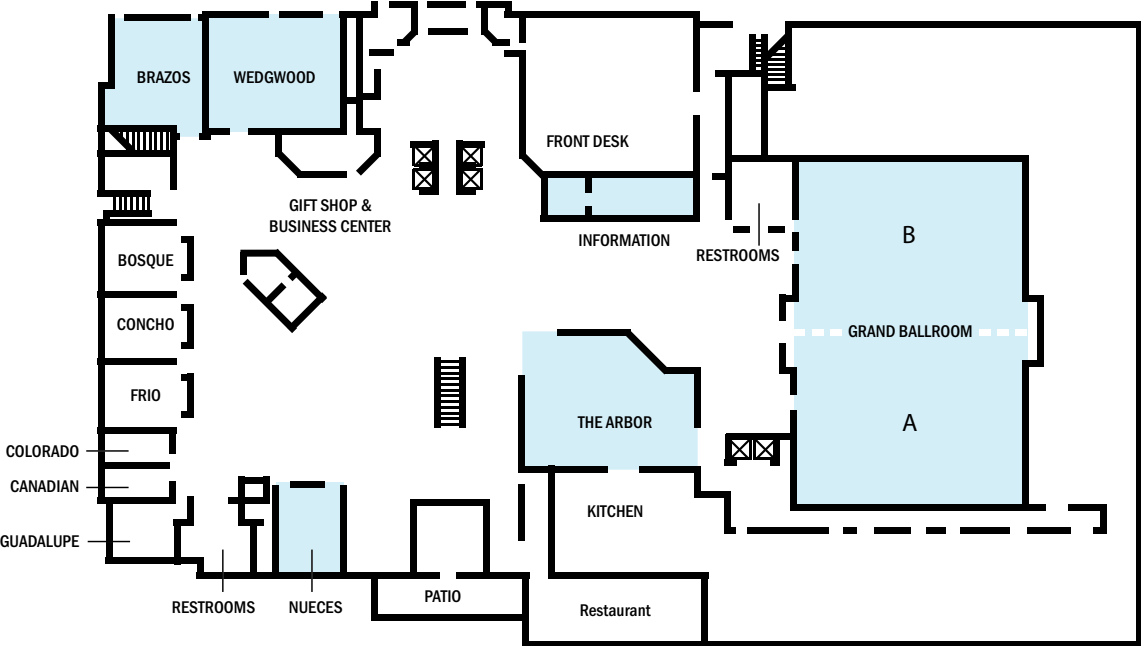 BRAZOS
WEDGWOOD
FRONT DESK
GIFT SHOP &
BUSINESS CENTER
INFORMATION
RESTROOMS
B
BOSQUE
CONCHO
GRAND BALLROOM
FRIO
THE ARBOR
A
COLORADO
CANADIAN
KITCHEN
GUADALUPE
RESTROOMS
NUECES
PATIO
Restaurant